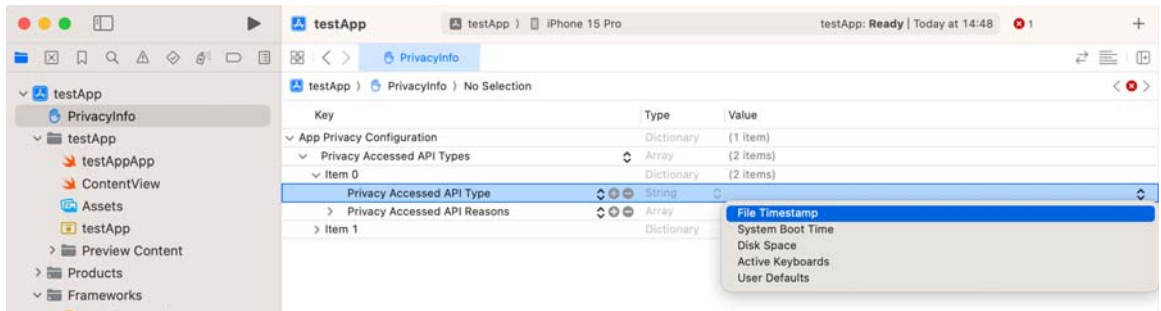 testApp testApp ⟩ iPhone 15 Pro testApp: Ready | Today at 14:48 1
PrivacyInfo
testApp ⟩ PrivacyInfo ⟩ No Selection
testApp
PrivacyInfo
testApp
testAppApp
ContentView
Assets
testApp
Preview Content
Products
Frameworks
Key Type Value
App Privacy Configuration Dictionary (1 item)
Privacy Accessed API Types Array (2 items)
Item 0 Dictionary (2 items)
Privacy Accessed API Type String
Privacy Accessed API Reasons Array
Item 1 Dictionary
File Timestamp
System Boot Time
Disk Space
Active Keyboards
User Defaults